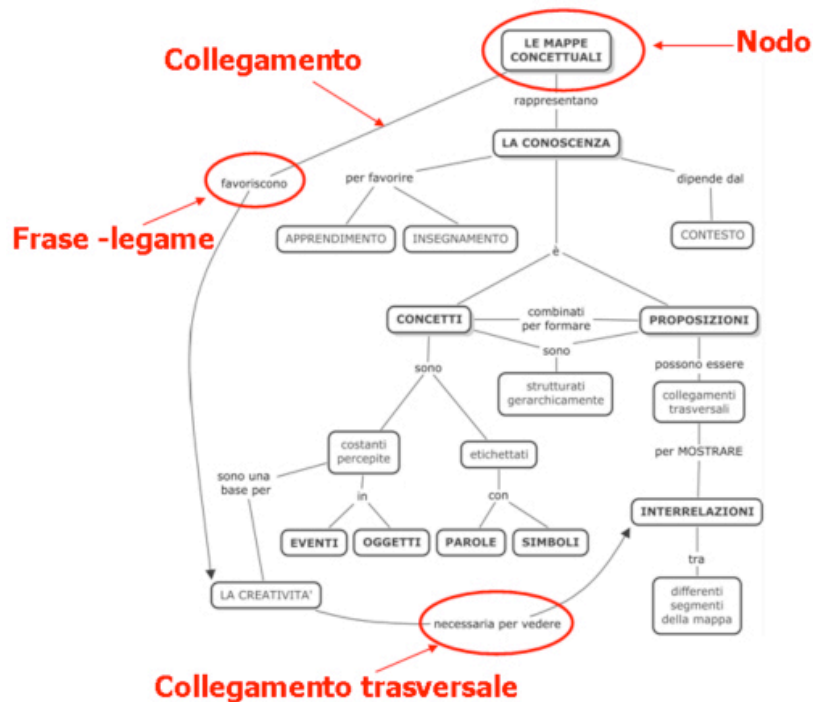 LE MAPPE
CONCETTUALI
Nodo
Collegamento
rappresentano
LA CONOSCENZA
favoriscono
per favorire
dipende dal
Frase -legame
APPRENDIMENTO
INSEGNAMENTO
CONTESTO
è
CONCETTI
combinati
per formare
PROPOSIZIONI
sono
sono
possono essere
strutturati
gerarchicamente
collegamenti
trasversali
costanti
percepite
etichettati
per MOSTRARE
sono una
base per
in
con
INTERRELAZIONI
EVENTI
OGGETTI
PAROLE
SIMBOLI
tra
LA CREATIVITA'
differenti
segmenti
della mappa
necessaria per vedere
Collegamento trasversale